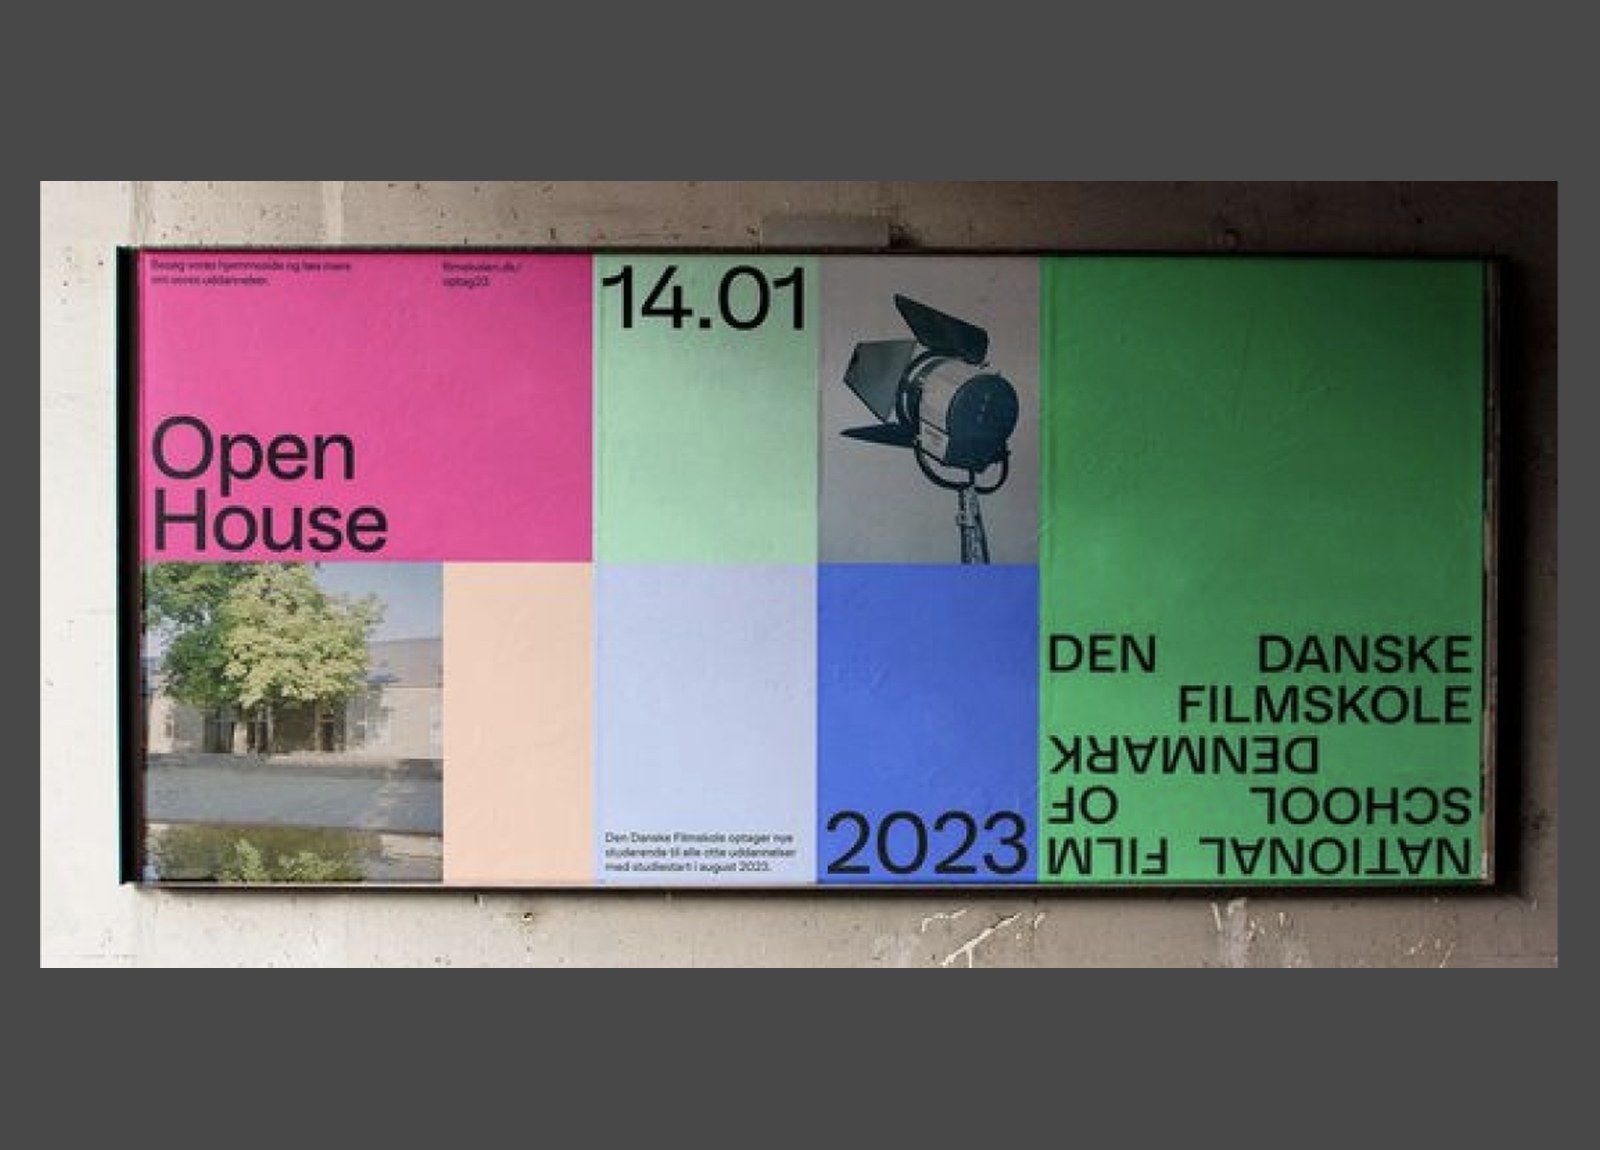 Besøg vores hjemmeside og læs mere
om vores uddannelser.
filmskolen.dk/
optag23
Open
House
14.01
Den Danske Filmskole optager nye
studerende til alle otte uddannelser
med studiestart i august 2023.
2023
DEN DANSKE
FILMSKOLE
NATIONAL FILM
SCHOOL OF
DENMARK